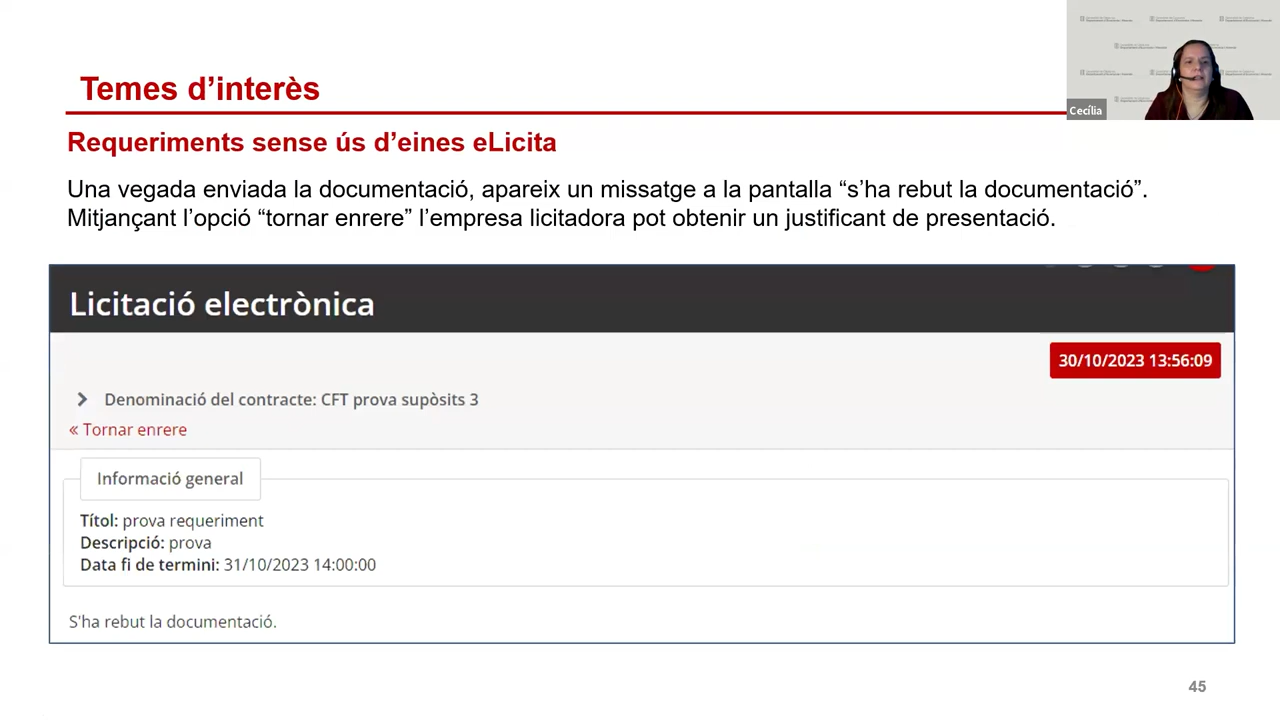 Temes d’interès
Cecília
Requeriments sense ús d’eines eLicita
Una vegada enviada la documentació, apareix un missatge a la pantalla “s’ha rebut la documentació”.
Mitjançant l’opció “tornar enrere” l’empresa licitadora pot obtenir un justificant de presentació.
Licitació electrònica
30/10/2023 13:56:09
Denominació del contracte: CFT prova supòsits 3
« Tornar enrere
Informació general
Títol: prova requeriment
Descripció: prova
Data fi de termini: 31/10/2023 14:00:00
S'ha rebut la documentació.
45